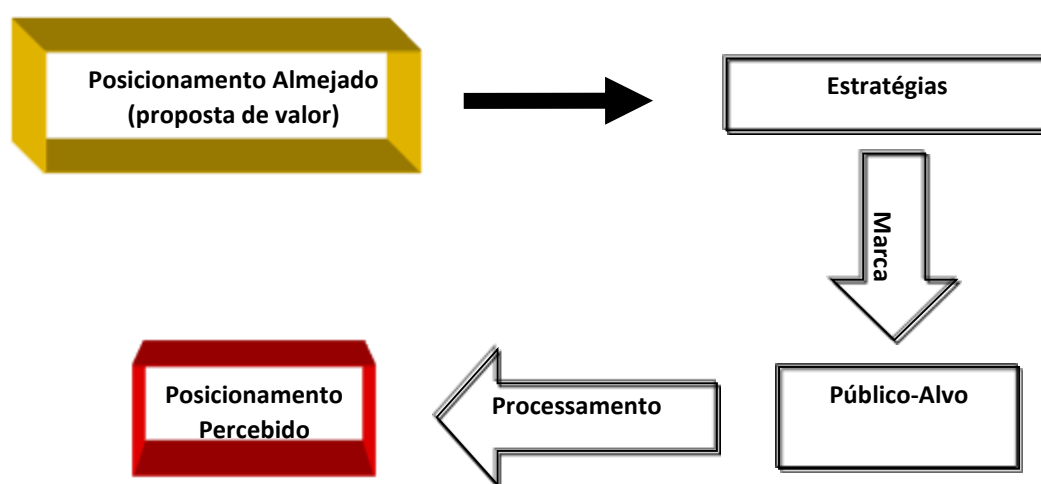 Posicionamento Almejado
(proposta de valor)
Estratégias
Marca
Público-Alvo
Processamento
Posicionamento
Percebido